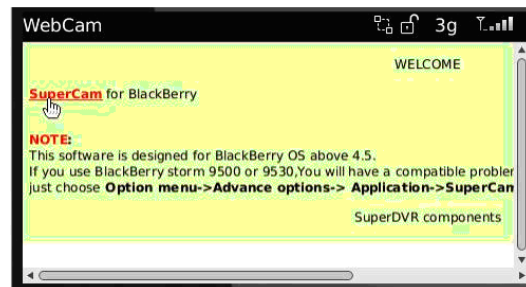 WebCam 3g
WELCOME
SuperCam for BlackBerry
NOTE:
This software is designed for BlackBerry OS above 4.5.
If you use BlackBerry storm 9500 or 9530,You will have a compatible probler
just choose Option menu->Advance options-> Application->SuperCam
SuperDVR components